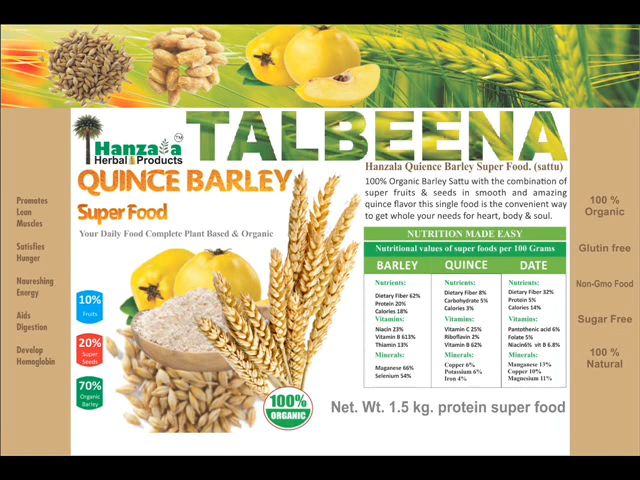 Hanzala TM
Herbal Products
TALBEENA
QUINCE BARLEY
Super Food
Your Daily Food Complete Plant Based & Organic
Hanzala Quience Barley Super Food. (sattu)
100% Organic Barley Sattu with the combination of
super fruits & seeds in smooth and amazing
quince flavor this single food is the convenient way
to get whole your needs for heart, body & soul.
NUTRITION MADE EASY
Nutritional values of super foods per 100 Grams
BARLEY QUINCE DATE
Nutrients: Nutrients: Nutrients:
Dietary Fiber 62% Dietary Fiber 8% Dietary Fiber 32%
Protein 20% Carbohydrate 5% Protein 5%
Calories 18% Calories 3% Calories 14%
Vitamins: Vitamins: Vitamins:
Niacin 23% Vitamin C 25% Pantothenic acid 6%
Vitamin B 613% Riboflavin 2% Folate 5%
Thiamin 13% Vitamin B 62% Niacin6% vit B 6.8%
Minerals: Minerals: Minerals:
Maganese 66% Copper 6% Manganese 13%
Selenium 54% Potassium 6% Copper 10%
Iron 4% Magnesium 11%
Promotes
Lean
Muscles
Satisfies
Hunger
Naureshing
Energy
Aids
Digestion
Develop
Hemoglobin
10%
Fruits
20%
Super
Seeds
70%
Organic
Barley
100%
ORGANIC
Net. Wt. 1.5 kg. protein super food
100 %
Organic
Glutin free
Non-Gmo Food
Sugar Free
100 %
Natural